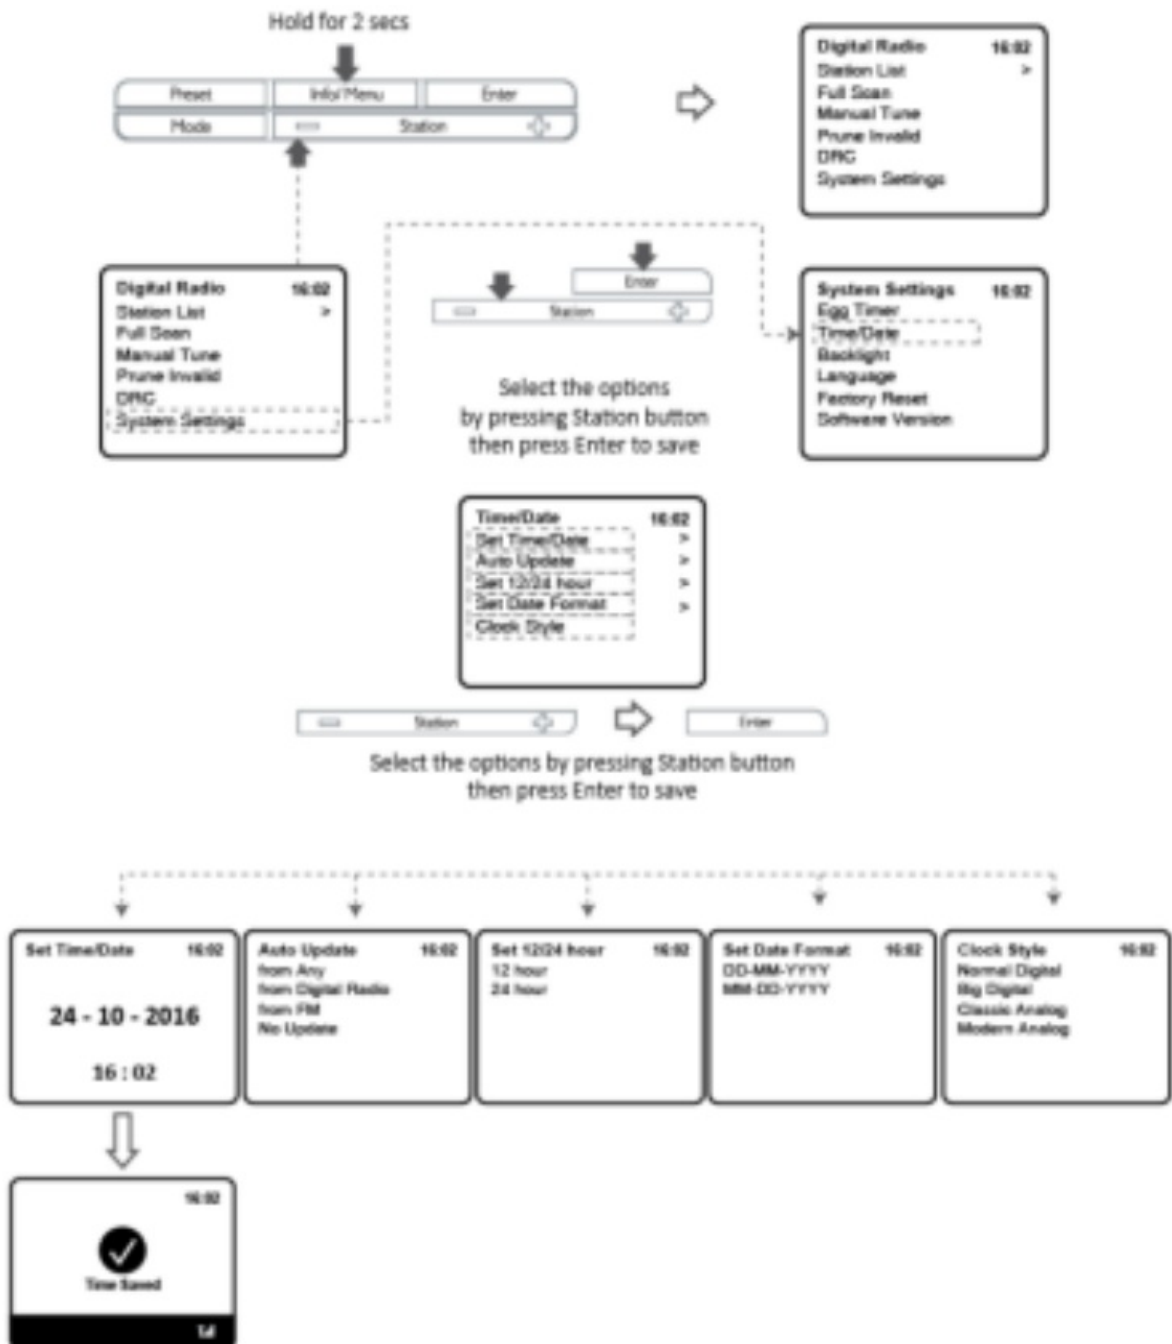 Hold for 2 secs
Preset Info/Menu Enter
Mode Station
Digital Radio 16:02
Station List >
Full Scan
Manual Tune
Prune Invalid
DRC
System Settings
Digital Radio 16:02
Station List >
Full Scan
Manual Tune
Prune Invalid
DRC
System Settings
Enter
Station
Select the options
by pressing Station button
then press Enter to save
System Settings 16:02
Egg Timer
Time/Date
Backlight
Language
Factory Reset
Software Version
Time/Date 16:02
Set Time/Date >
Auto Update >
Set 12/24 hour >
Set Date Format >
Clock Style
Station Enter
Select the options by pressing Station button
then press Enter to save
Set Time/Date 16:02
24 - 10 - 2016
16 : 02
Auto Update 16:02
from Any
from Digital Radio
from FM
No Update
Set 12/24 hour 16:02
12 hour
24 hour
Set Date Format 16:02
DD-MM-YYYY
MM-DD-YYYY
Clock Style 16:02
Normal Digital
Big Digital
Classic Analog
Modern Analog
16:02
Time Saved